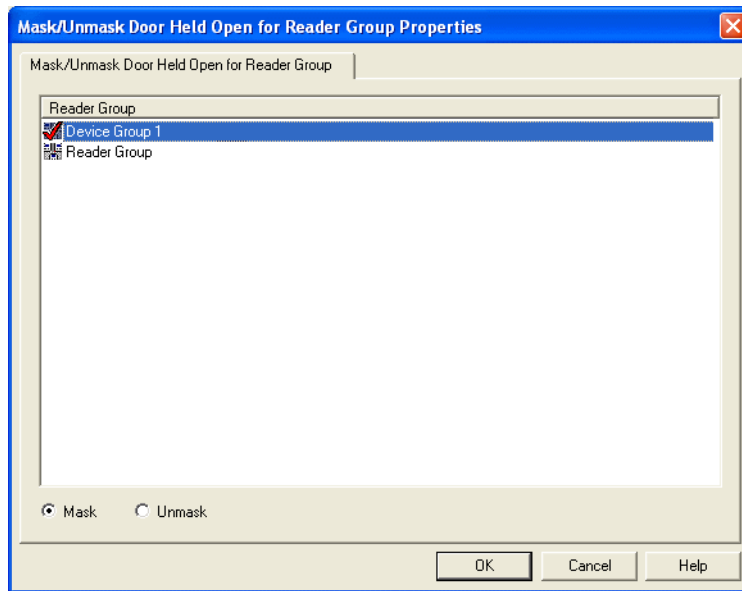 Mask/Unmask Door Held Open for Reader Group Properties
Mask/Unmask Door Held Open for Reader Group
Reader Group
Device Group 1
Reader Group
Mask Unmask
OK Cancel Help